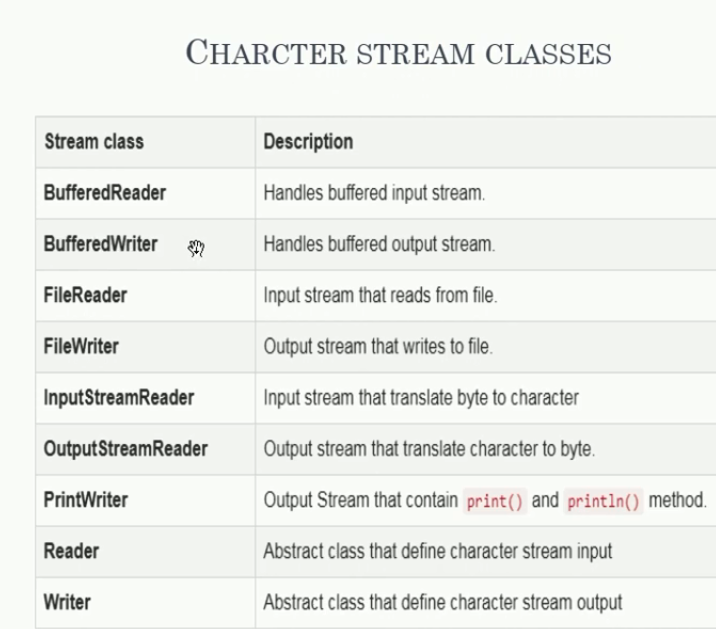 CHARCTER STREAM CLASSES
Stream class Description
BufferedReader Handles buffered input stream.
BufferedWriter Handles buffered output stream.
FileReader Input stream that reads from file.
FileWriter Output stream that writes to file.
InputStreamReader Input stream that translate byte to character
OutputStreamReader Output stream that translate character to byte.
PrintWriter Output Stream that contain print() and println() method.
Reader Abstract class that define character stream input
Writer Abstract class that define character stream output